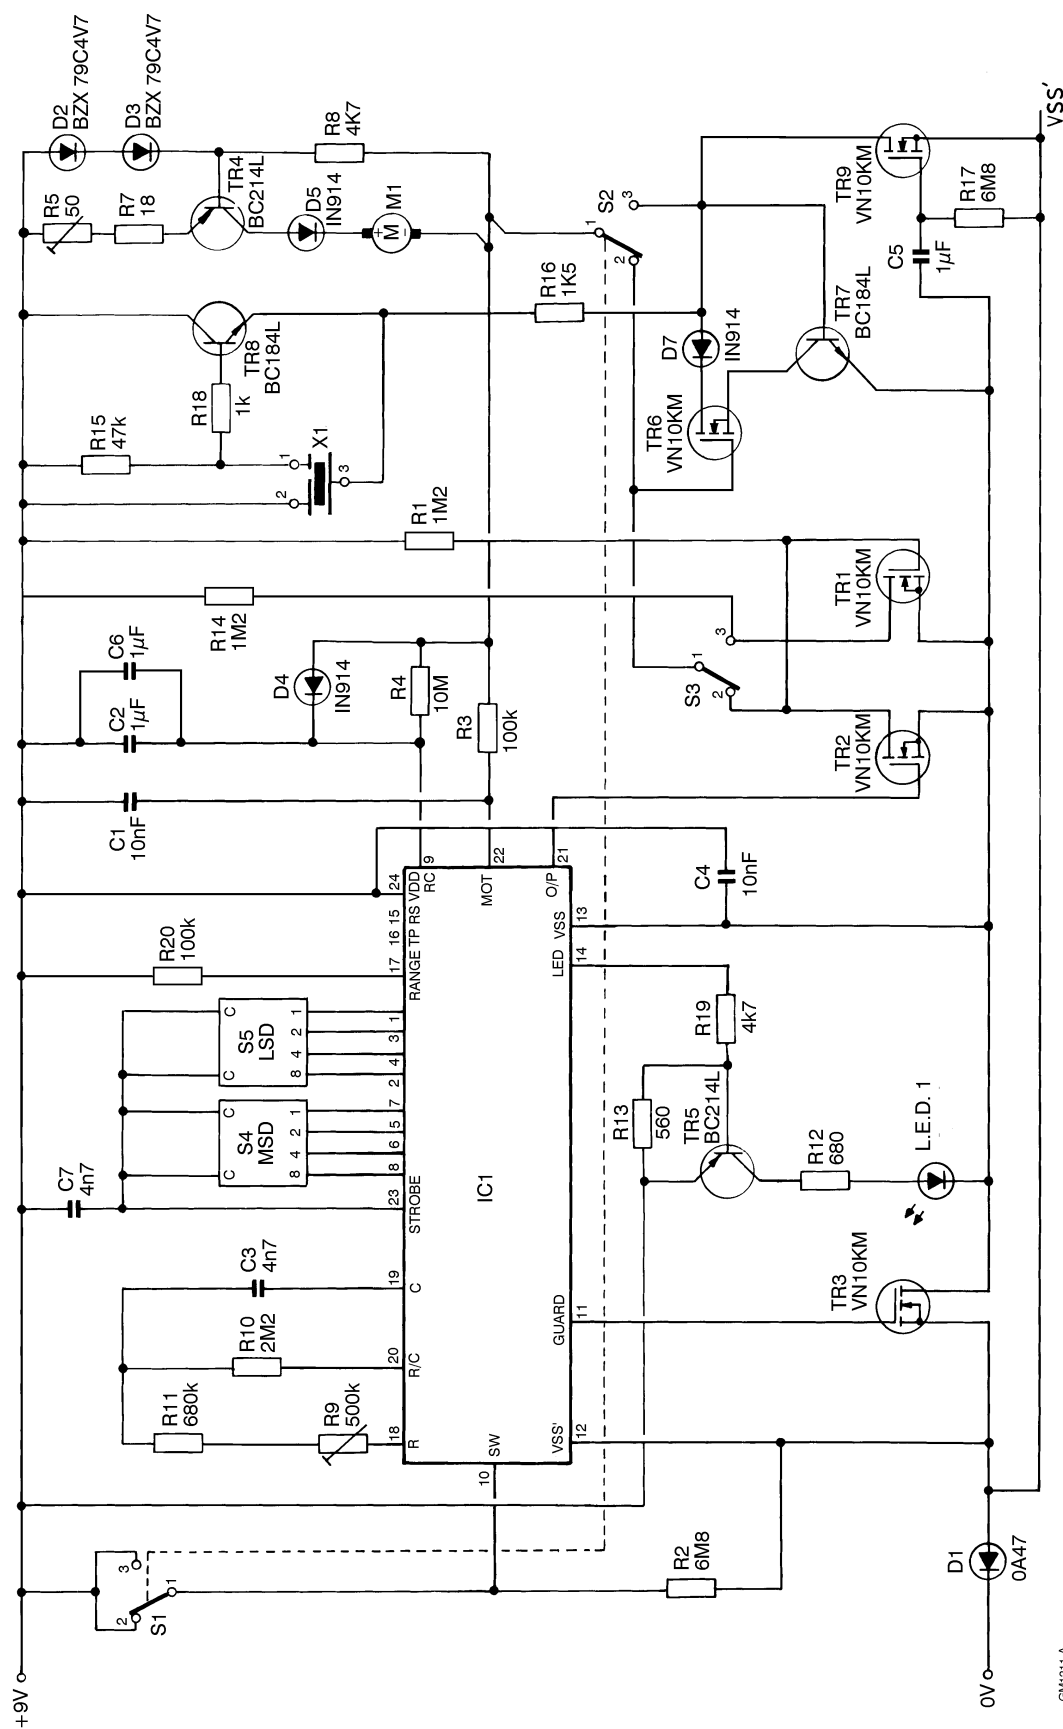 +9V
0V
S1
2
3
1
D1
0A47
R2
6M8
R11
680k
R9
500k
R10
2M2
C3
4n7
C7
4n7
S4
MSD
C
C
8
4
2
1
S5
LSD
C
C
8
4
2
1
R20
100k
C1
10nF
C2
1µF
C6
1µF
D4
IN914
R4
10M
R3
100k
R14
1M2
R1
1M2
R15
47k
R18
1k
X1
2
1
3
TR8
BC184L
R16
1K5
R5
50
R7
18
TR4
BC214L
D5
IN914
M1
+
M
-
D2
BZX 79C4V7
D3
BZX 79C4V7
R8
4K7
IC1
18
20
19
23
8
6
5
7
2
4
3
1
17
16
15
24
R
R/C
C
STROBE
RANGE
TP
RS
VDD
9
RC
22
MOT
21
O/P
13
VSS
14
LED
11
GUARD
12
VSS'
10
SW
C4
10nF
R19
4k7
R13
560
TR5
BC214L
R12
680
L.E.D. 1
TR3
VN10KM
TR2
VN10KM
TR1
VN10KM
S3
1
2
3
S2
1
2
3
TR6
VN10KM
D7
IN914
TR7
BC184L
C5
1µF
TR9
VN10KM
R17
6M8
VSS'